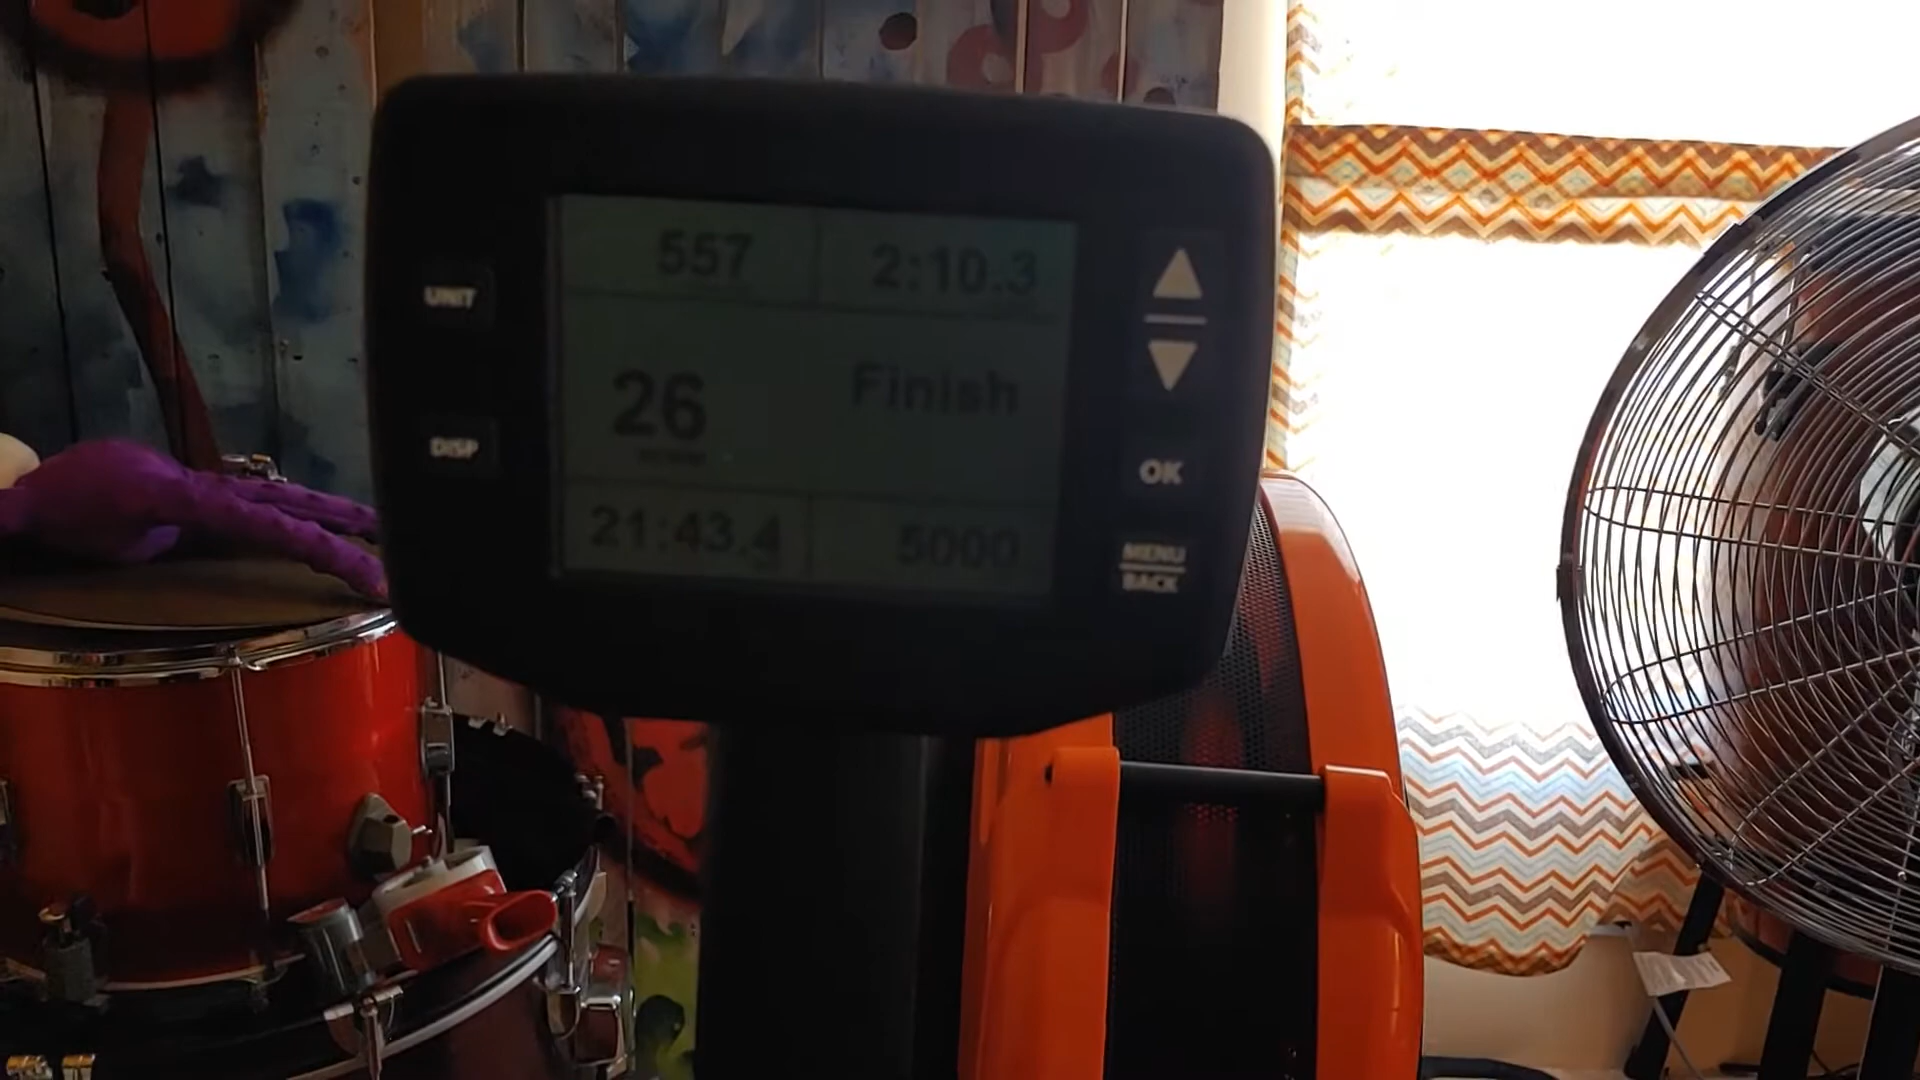 557 2:10.3
UNIT
26 Finish
DISP
OK
21:43.4 5000
MENU
BACK